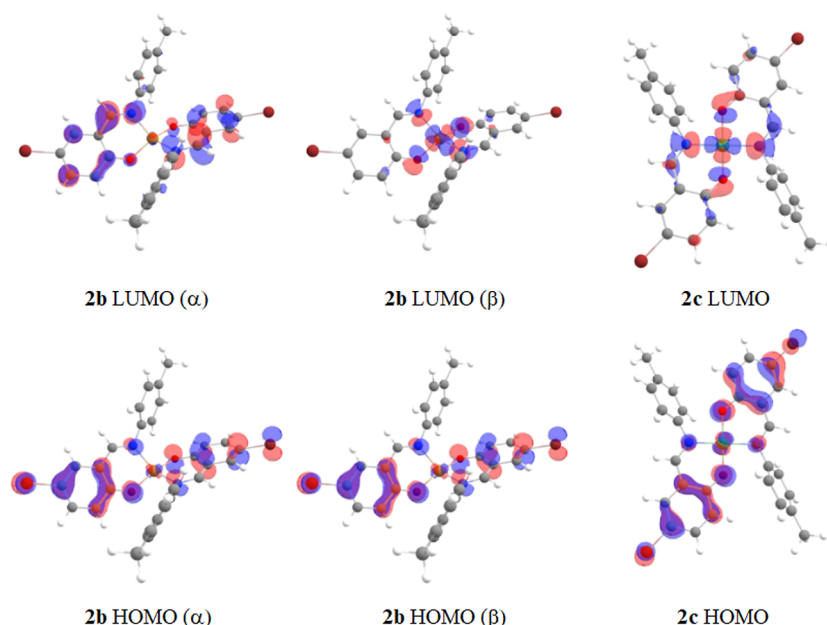 2b LUMO (α)
2b LUMO (β)
2c LUMO
2b HOMO (α)
2b HOMO (β)
2c HOMO